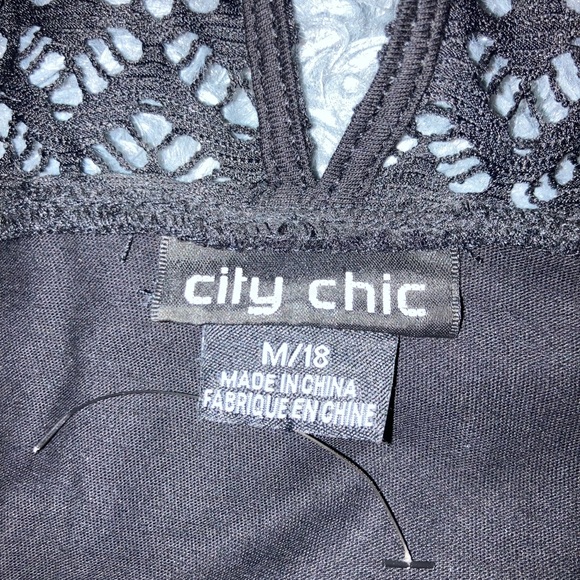 city chic
M/18
MADE IN CHINA
FABRIQUE EN CHINE